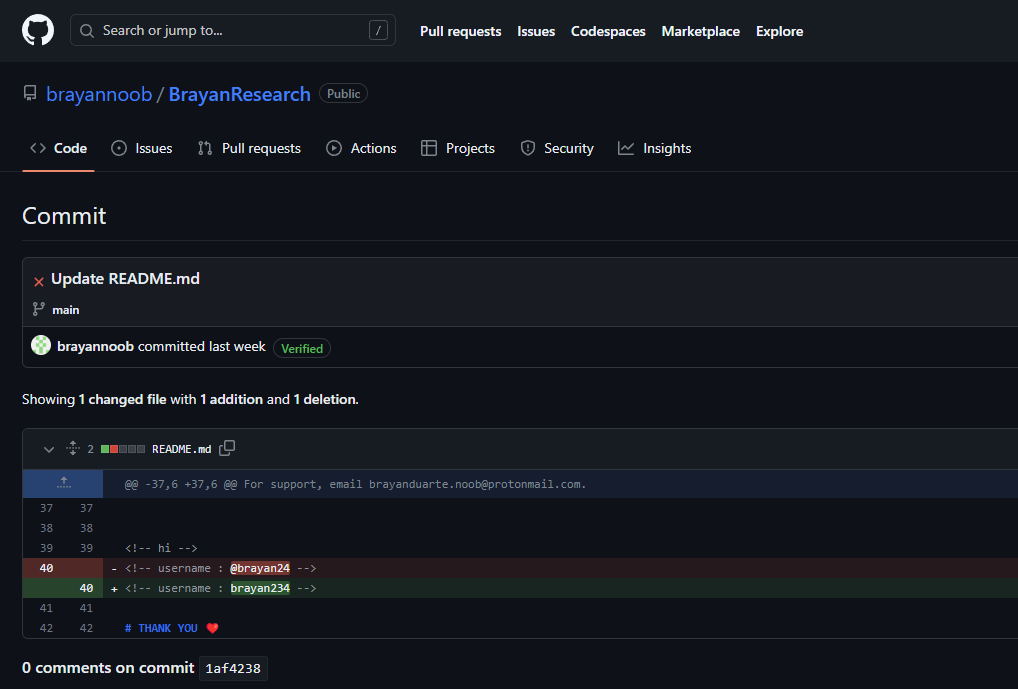 Search or jump to... / Pull requests Issues Codespaces Marketplace Explore
brayannoob / BrayanResearch Public
Code Issues Pull requests Actions Projects Security Insights
Commit
Update README.md
main
brayannoob committed last week Verified
Showing 1 changed file with 1 addition and 1 deletion.
2 README.md
@@ -37,6 +37,6 @@ For support, email brayanduarte.noob@protonmail.com.
37 37
38 38
39 39 <!-- hi -->
40 - <!-- username : @brayan24 -->
40 + <!-- username : brayan234 -->
41 41
42 42 # THANK YOU ❤️
0 comments on commit 1af4238